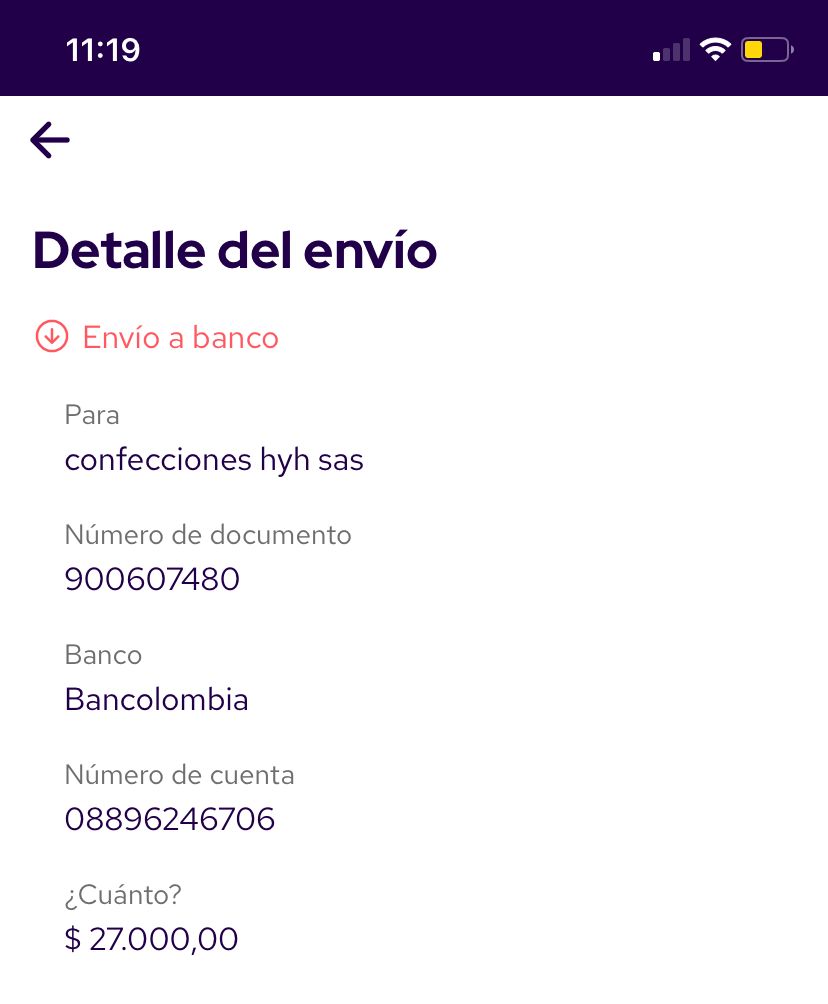 11:19
Detalle del envío
Envío a banco
Para
confecciones hyh sas
Número de documento
900607480
Banco
Bancolombia
Número de cuenta
08896246706
¿Cuánto?
$ 27.000,00